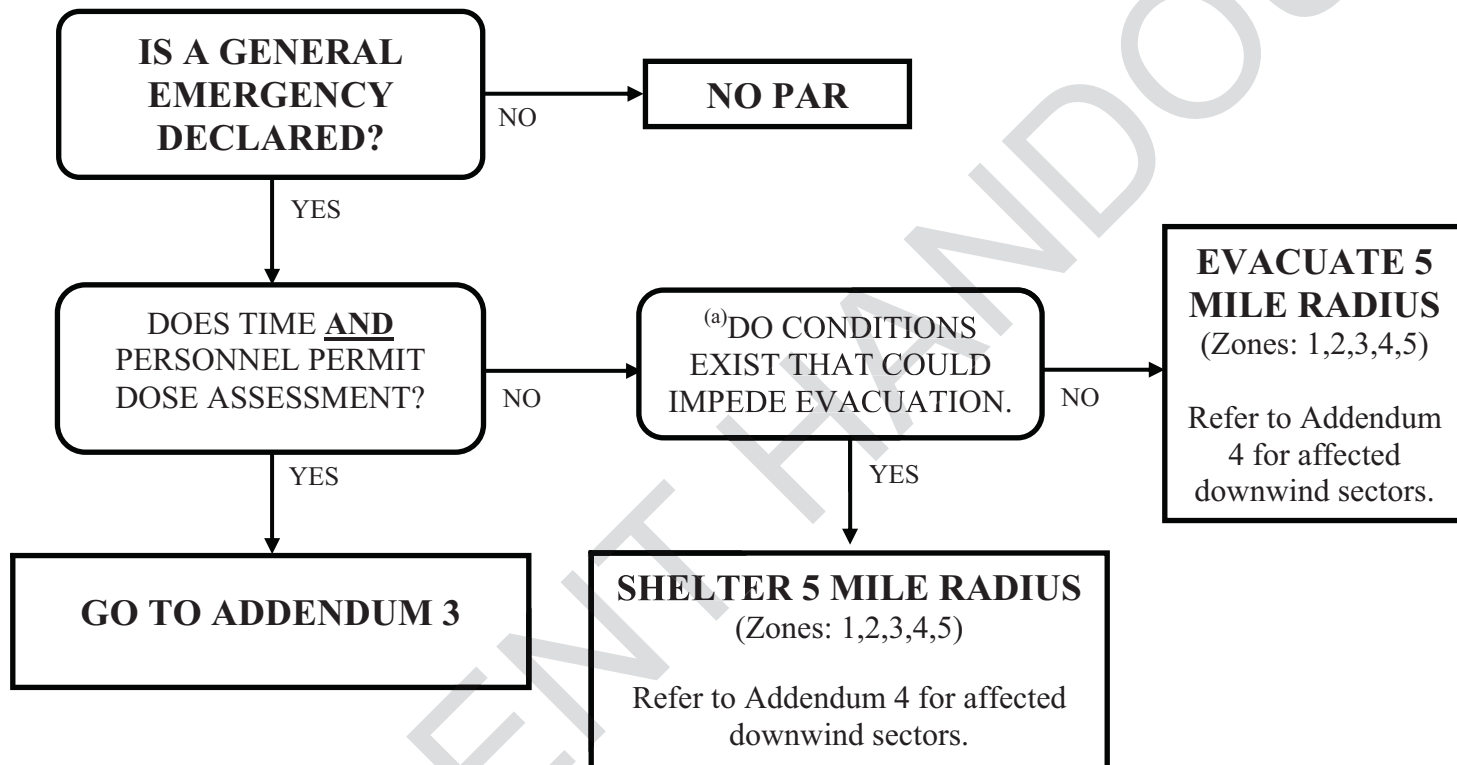 IS A GENERAL
EMERGENCY
DECLARED?
NO
NO PAR
YES
DOES TIME AND
PERSONNEL PERMIT
DOSE ASSESSMENT?
NO
(a)DO CONDITIONS
EXIST THAT COULD
IMPEDE EVACUATION.
NO
EVACUATE 5
MILE RADIUS
(Zones: 1,2,3,4,5)
Refer to Addendum
4 for affected
downwind sectors.
YES
GO TO ADDENDUM 3
YES
SHELTER 5 MILE RADIUS
(Zones: 1,2,3,4,5)
Refer to Addendum 4 for affected
downwind sectors.
ENT HANDO